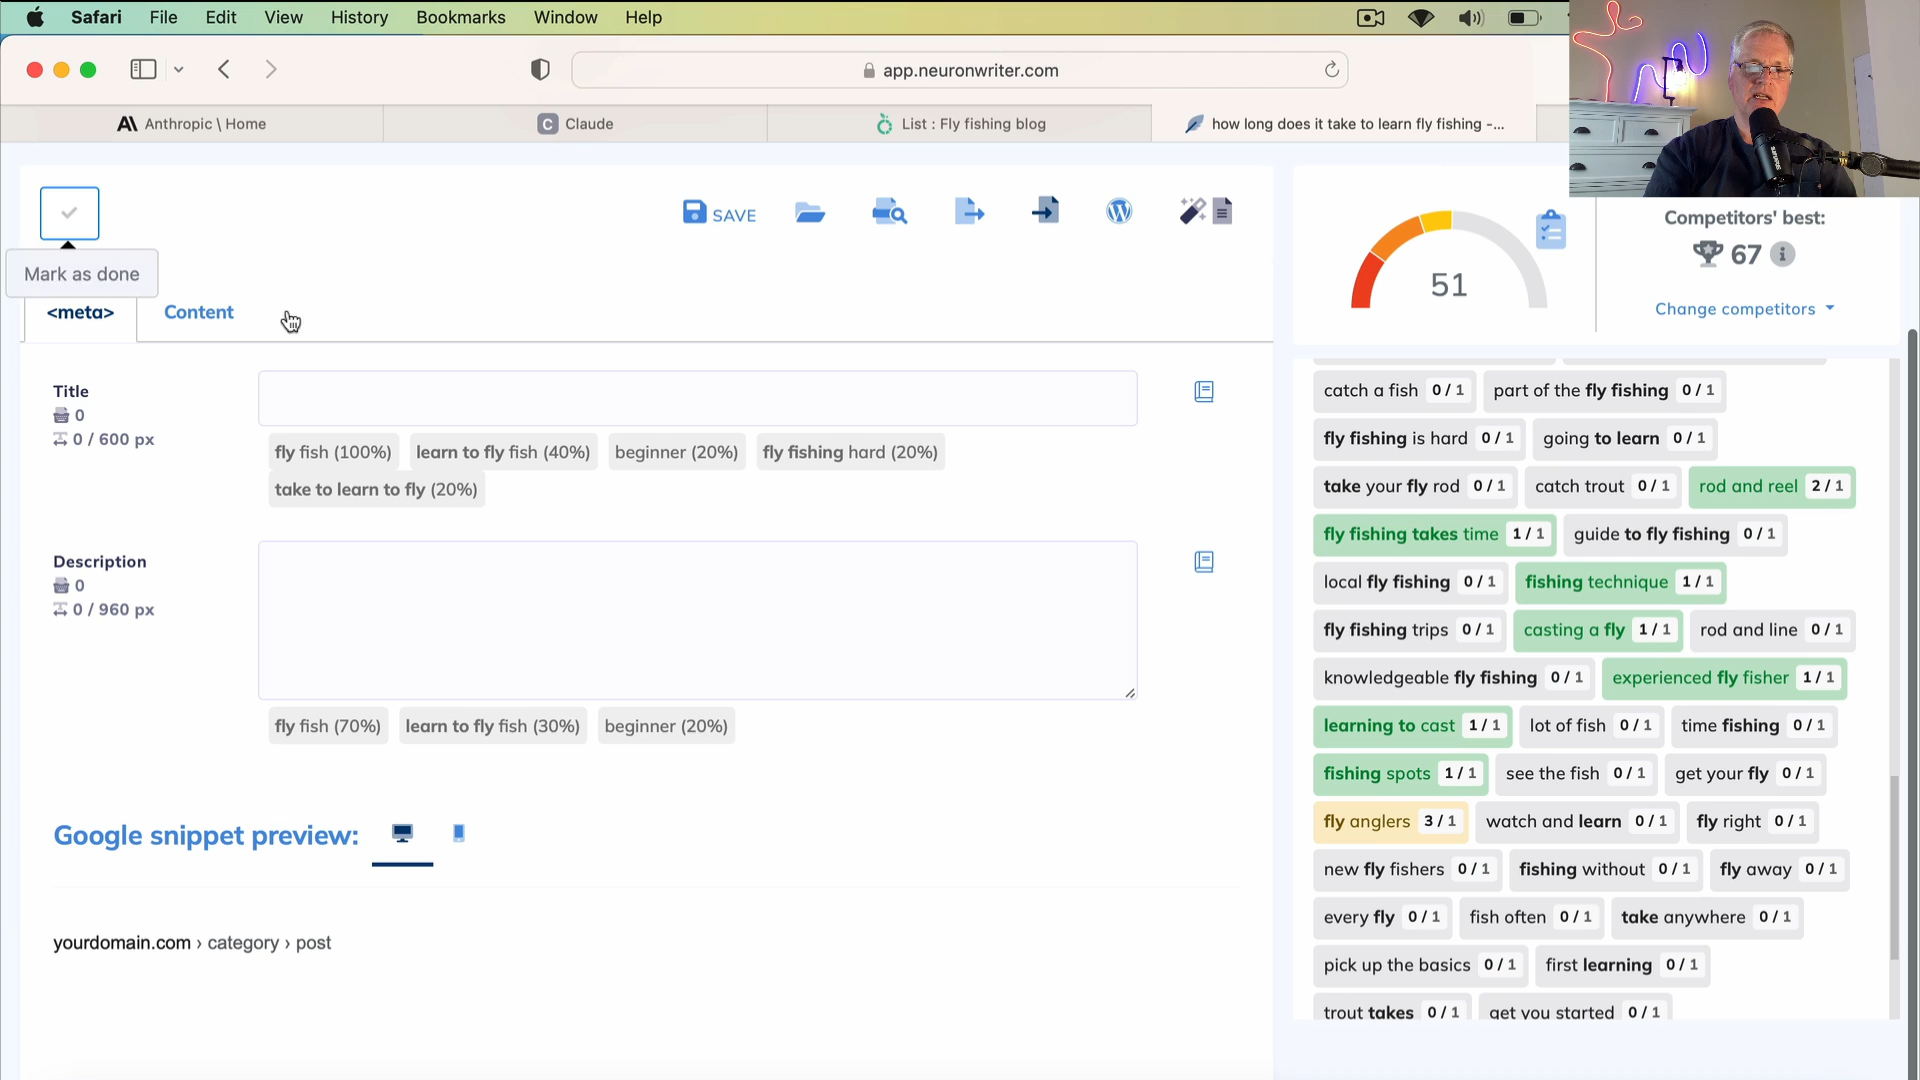 Safari File Edit View History Bookmarks Window Help
app.neuronwriter.com
Anthropic \ Home
C Claude
List : Fly fishing blog
how long does it take to learn fly fishing -...
SAVE
Mark as done
<meta> Content
Title
0
0 / 600 px
fly fish (100%) learn to fly fish (40%) beginner (20%) fly fishing hard (20%)
take to learn to fly (20%)
Description
0
0 / 960 px
fly fish (70%) learn to fly fish (30%) beginner (20%)
Google snippet preview:
yourdomain.com › category › post
51
Competitors' best:
67
Change competitors
catch a fish 0 / 1 part of the fly fishing 0 / 1
fly fishing is hard 0 / 1 going to learn 0 / 1
take your fly rod 0 / 1 catch trout 0 / 1 rod and reel 2 / 1
fly fishing takes time 1 / 1 guide to fly fishing 0 / 1
local fly fishing 0 / 1 fishing technique 1 / 1
fly fishing trips 0 / 1 casting a fly 1 / 1 rod and line 0 / 1
knowledgeable fly fishing 0 / 1 experienced fly fisher 1 / 1
learning to cast 1 / 1 lot of fish 0 / 1 time fishing 0 / 1
fishing spots 1 / 1 see the fish 0 / 1 get your fly 0 / 1
fly anglers 3 / 1 watch and learn 0 / 1 fly right 0 / 1
new fly fishers 0 / 1 fishing without 0 / 1 fly away 0 / 1
every fly 0 / 1 fish often 0 / 1 take anywhere 0 / 1
pick up the basics 0 / 1 first learning 0 / 1
trout takes 0 / 1 get you started 0 / 1